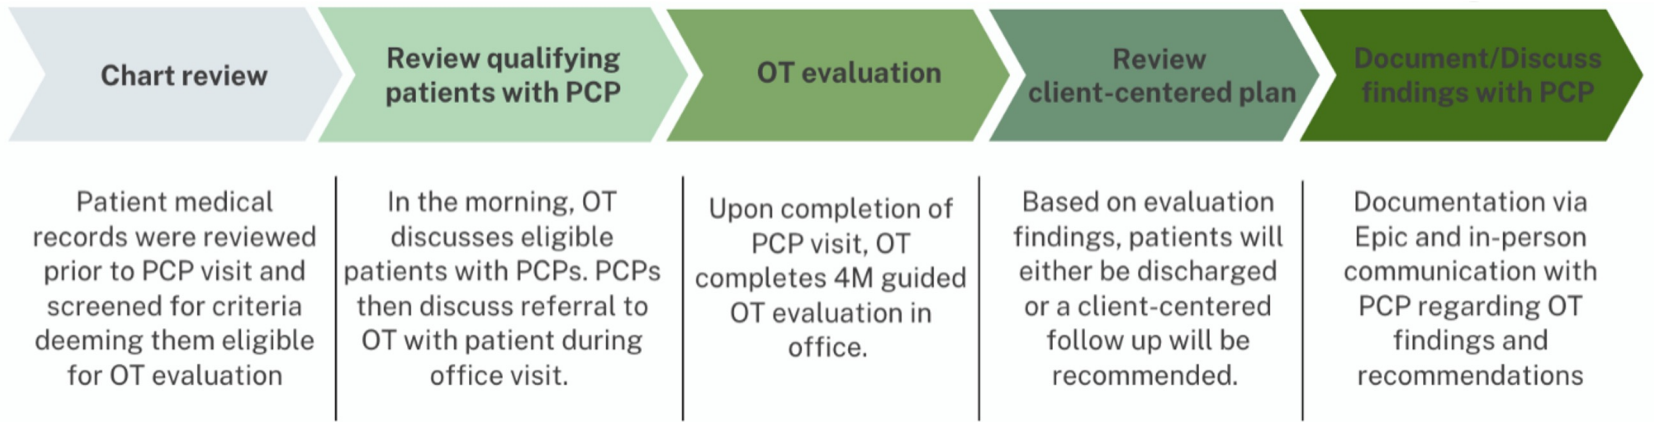 Chart review
Review qualifying
patients with PCP
OT evaluation
Review
client-centered plan
Document/Discuss
findings with PCP
Patient medical
records were reviewed
prior to PCP visit and
screened for criteria
deeming them eligible
for OT evaluation
In the morning, OT
discusses eligible
patients with PCPs. PCPs
then discuss referral to
OT with patient during
office visit.
Upon completion of
PCP visit, OT
completes 4M guided
OT evaluation in
office.
Based on evaluation
findings, patients will
either be discharged
or a client-centered
follow up will be
recommended.
Documentation via
Epic and in-person
communication with
PCP regarding OT
findings and
recommendations